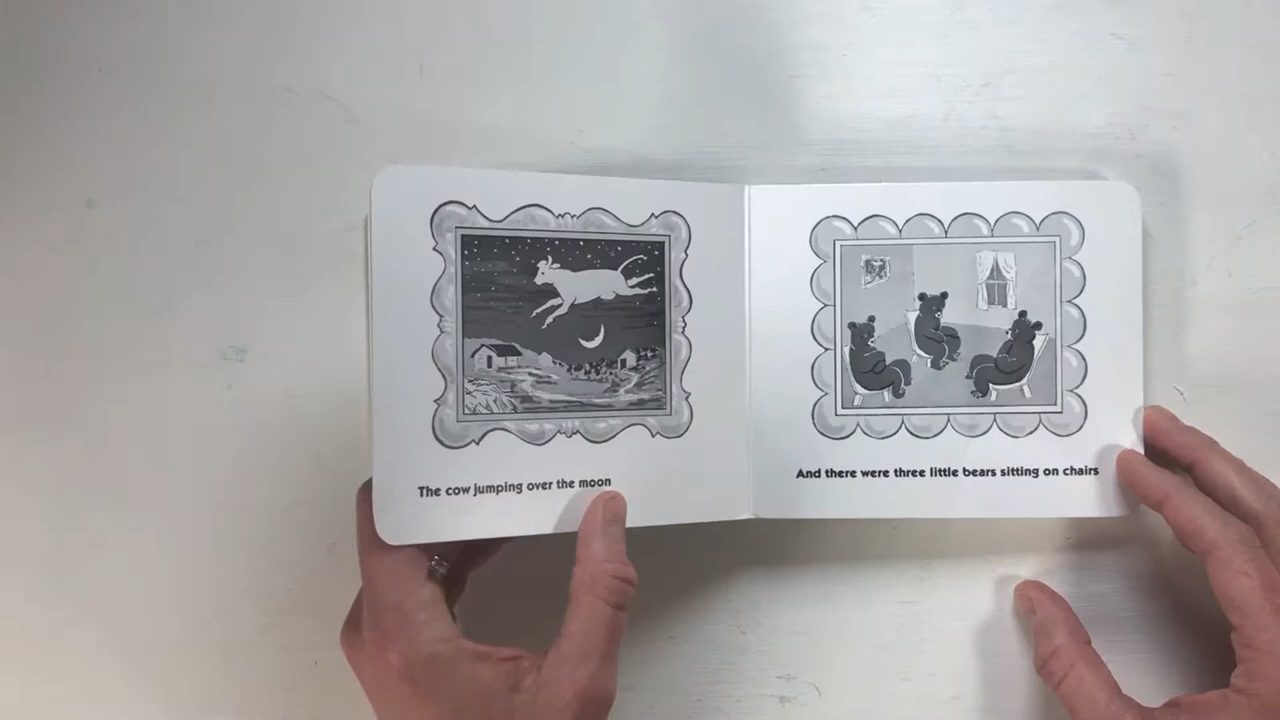 The cow jumping over the moon
And there were three little bears sitting on chairs